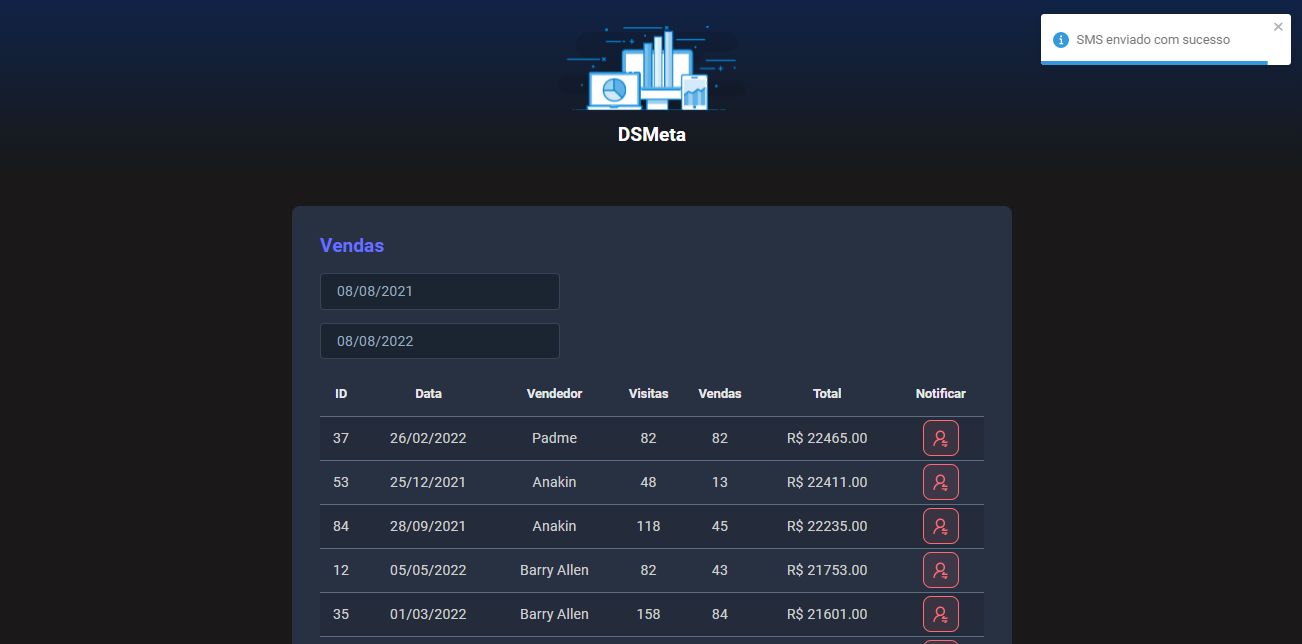 SMS enviado com sucesso
DSMeta
Vendas
08/08/2021
08/08/2022
ID Data Vendedor Visitas Vendas Total Notificar
37 26/02/2022 Padme 82 82 R$ 22465.00
53 25/12/2021 Anakin 48 13 R$ 22411.00
84 28/09/2021 Anakin 118 45 R$ 22235.00
12 05/05/2022 Barry Allen 82 43 R$ 21753.00
35 01/03/2022 Barry Allen 158 84 R$ 21601.00